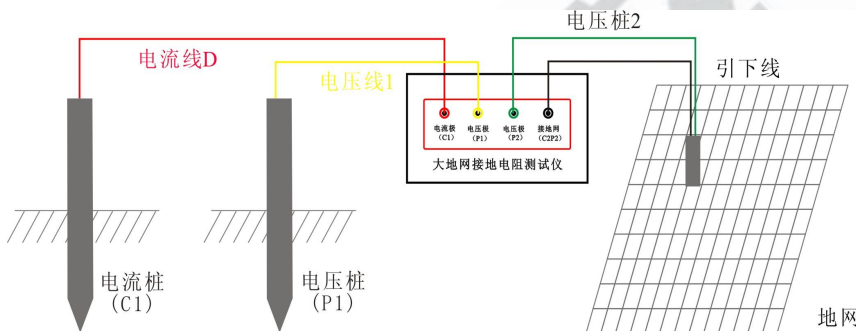 电压桩2
电流线D
电压线1
引下线
电流极
(C1)
电压极
(P1)
电压极
(P2)
接地网
(C2P2)
大地网接地电阻测试仪
电流桩
(C1)
电压桩
(P1)
地网